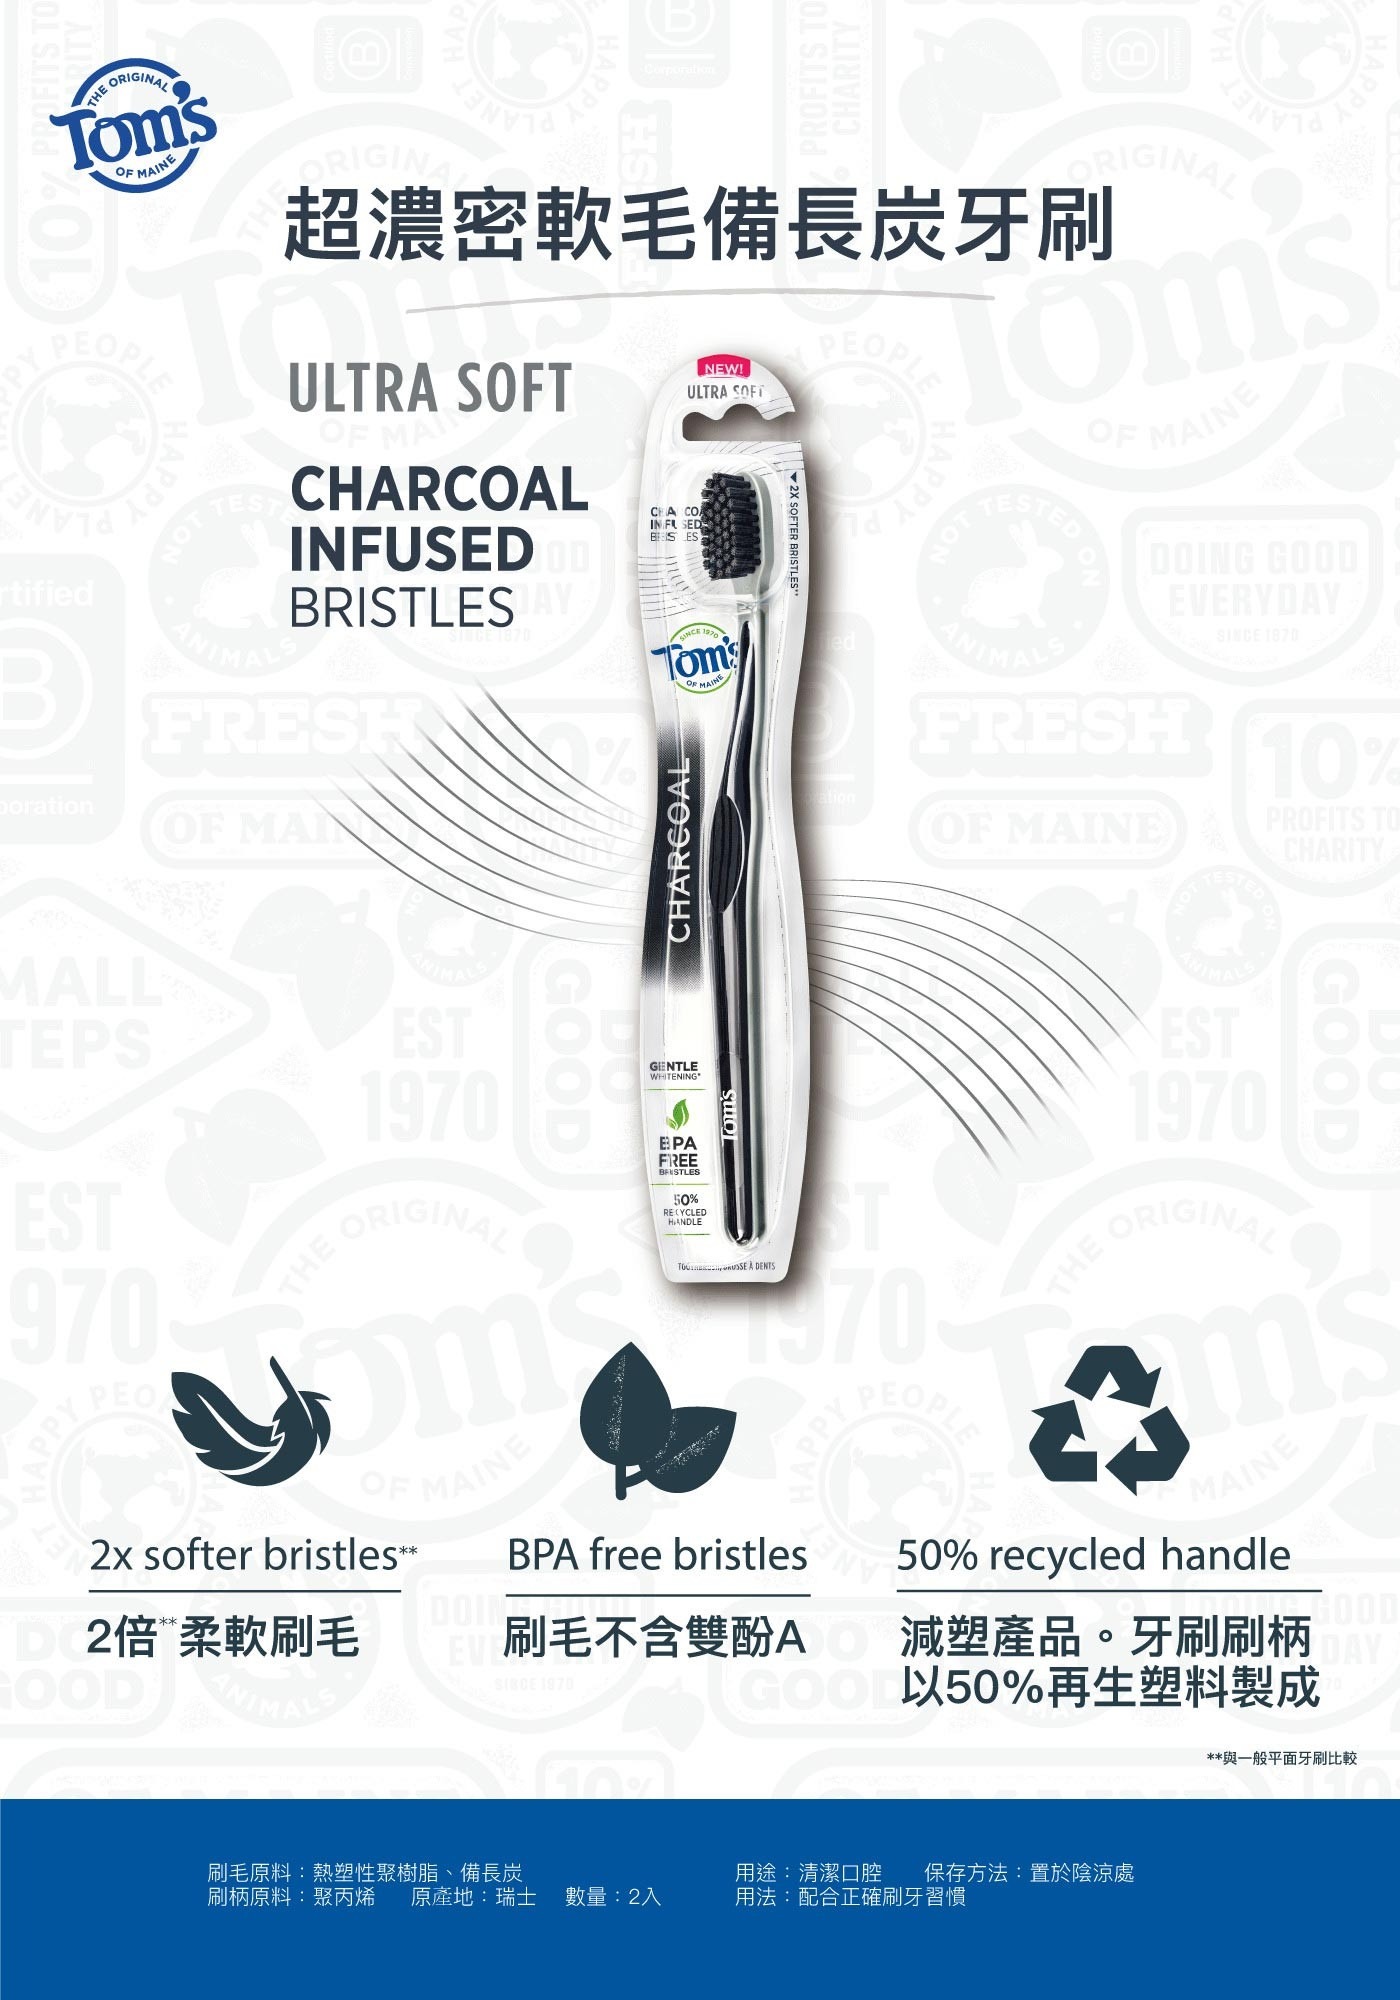 THE ORIGINAL
Tom's
OF MAINE
超濃密軟毛備長炭牙刷
ULTRA SOFT
CHARCOAL
INFUSED
BRISTLES
NEW!
ULTRA SOFT
CHARCOAL
INFUSED
BRISTLES
2X SOFTER BRISTLES**
SINCE 1970
Tom's
OF MAINE
CHARCOAL
GENTLE
WHITENING*
BPA
FREE
BRISTLES
50%
RECYCLED
HANDLE
Tom's
TOOTHBRUSH/BROSSE À DENTS
2x softer bristles**
2倍**柔軟刷毛
BPA free bristles
刷毛不含雙酚A
50% recycled handle
減塑產品。牙刷刷柄
以50%再生塑料製成
**與一般平面牙刷比較
刷毛原料：熱塑性聚樹脂、備長炭
刷柄原料：聚丙烯 原產地：瑞士 數量：2入
用途：清潔口腔 保存方法：置於陰涼處
用法：配合正確刷牙習慣